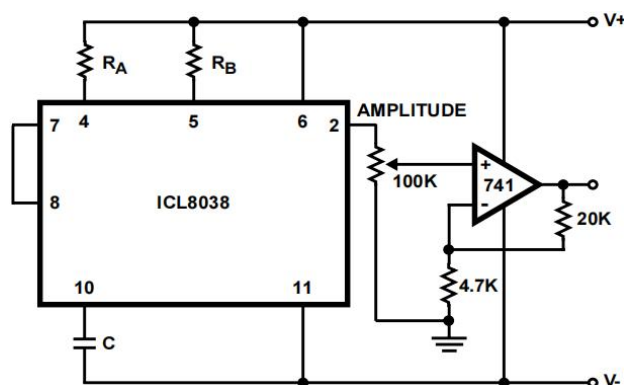 V+
RA
RB
AMPLITUDE
7
4
5
6
2
8
ICL8038
100K
+
741
-
20K
10
11
4.7K
C
V-